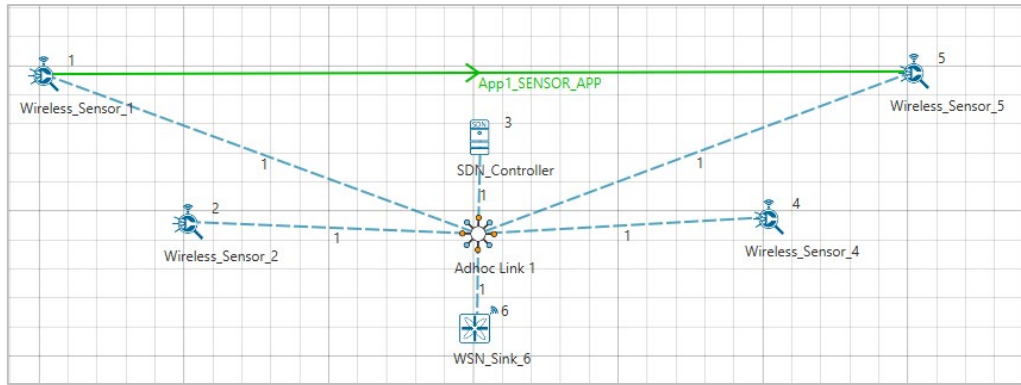 1
5
Wireless_Sensor_1
App1_SENSOR_APP
Wireless_Sensor_5
SDN
3
SDN_Controller
1
1
1
2
4
1
1
Wireless_Sensor_2
Wireless_Sensor_4
Adhoc Link 1
1
6
WSN_Sink_6